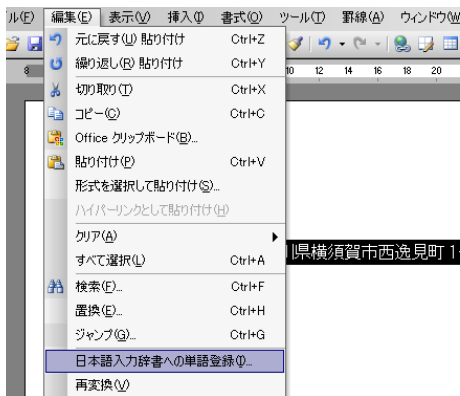 ル(F) 編集(E) 表示(V) 挿入(I) 書式(O) ツール(T) 罫線(A) ウィンドウ(W
元に戻す(U) 貼り付け Ctrl+Z
繰り返し(R) 貼り付け Ctrl+Y
8 10 12 14 16 18 20
切り取り(T) Ctrl+X
コピー(C) Ctrl+C
Office クリップボード(B)...
貼り付け(P) Ctrl+V
形式を選択して貼り付け(S)...
ハイパーリンクとして貼り付け(H)
クリア(A)
川県横須賀市西逸見町 1
すべて選択(L) Ctrl+A
検索(F)... Ctrl+F
置換(E)... Ctrl+H
ジャンプ(G)... Ctrl+G
日本語入力辞書への単語登録(I)...
再変換(V)